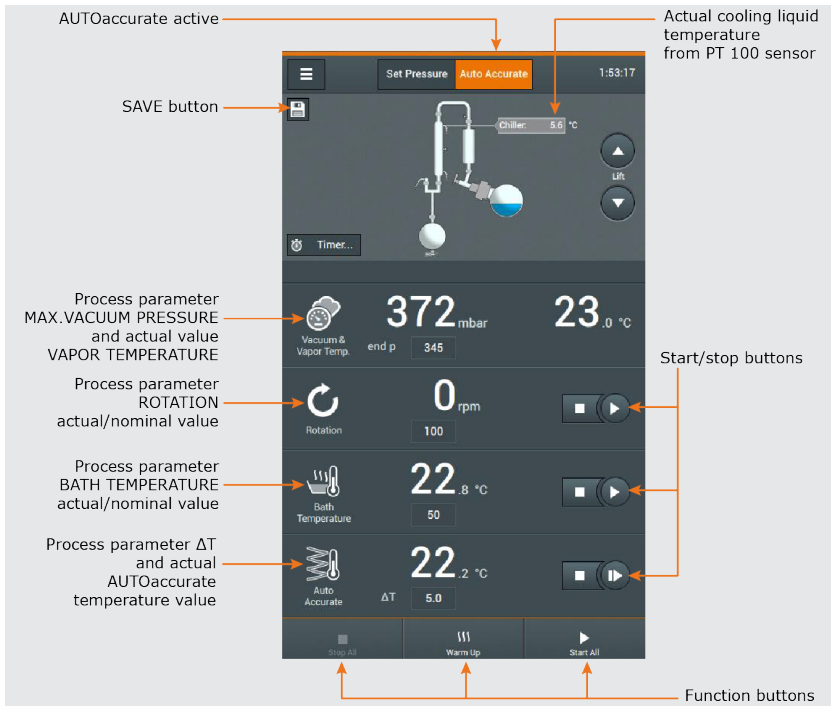 AUTOaccurate active
Actual cooling liquid
temperature
from PT 100 sensor
Set Pressure Auto Accurate 1:53:17
SAVE button
Chiller: 5.6 °C
Lift
Timer...
Process parameter
MAX.VACUUM PRESSURE
and actual value
VAPOR TEMPERATURE
372 mbar 23.0 °C
Vacuum &
Vapor Temp.
end p 345
Start/stop buttons
Process parameter
ROTATION
actual/nominal value
0 rpm
Rotation
100
Process parameter
BATH TEMPERATURE
actual/nominal value
22.8 °C
Bath
Temperature
50
Process parameter ΔT
and actual
AUTOaccurate
temperature value
22.2 °C
Auto
Accurate
ΔT 5.0
Stop All Warm Up Start All
Function buttons